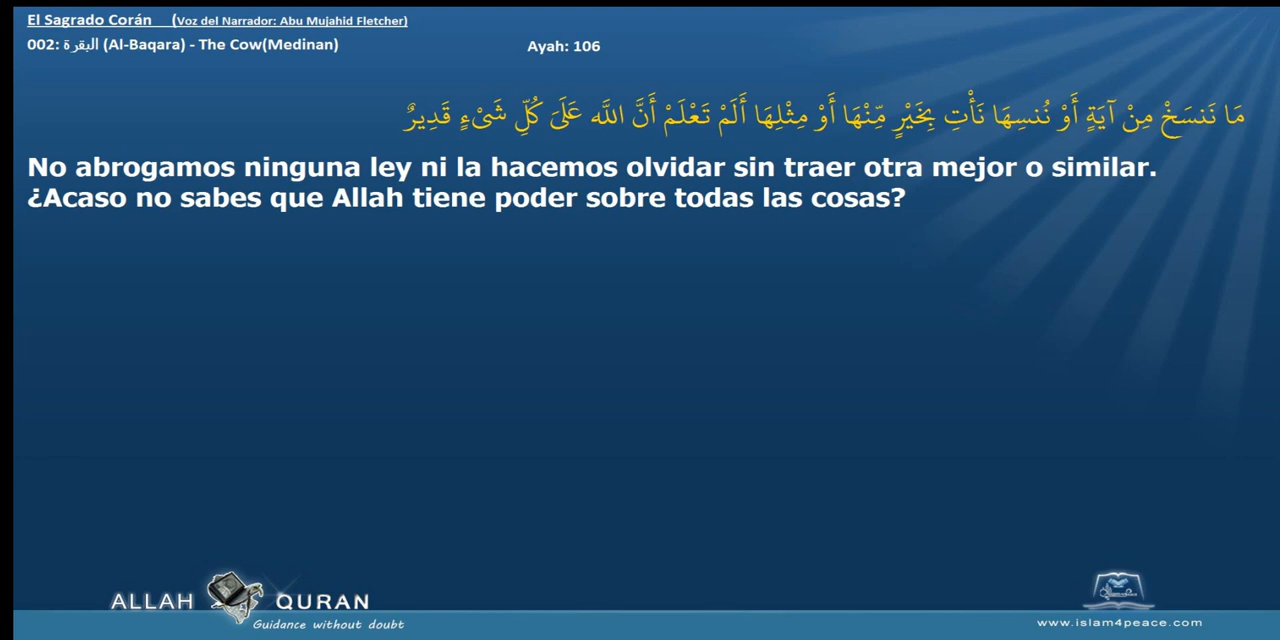 El Sagrado Corán (Voz del Narrador: Abu Mujahid Fletcher)
002: البقرة (Al-Baqara) - The Cow(Medinan) Ayah: 106
مَا نَنسَخْ مِنْ آيَةٍ أَوْ نُنسِهَا نَأْتِ بِخَيْرٍ مِّنْهَا أَوْ مِثْلِهَا أَلَمْ تَعْلَمْ أَنَّ اللَّه عَلَىَ كُلِّ شَىْءٍ قَدِيرٌ
No abrogamos ninguna ley ni la hacemos olvidar sin traer otra mejor o similar.
¿Acaso no sabes que Allah tiene poder sobre todas las cosas?
ALLAH QURAN
Guidance without doubt
www.islam4peace.com